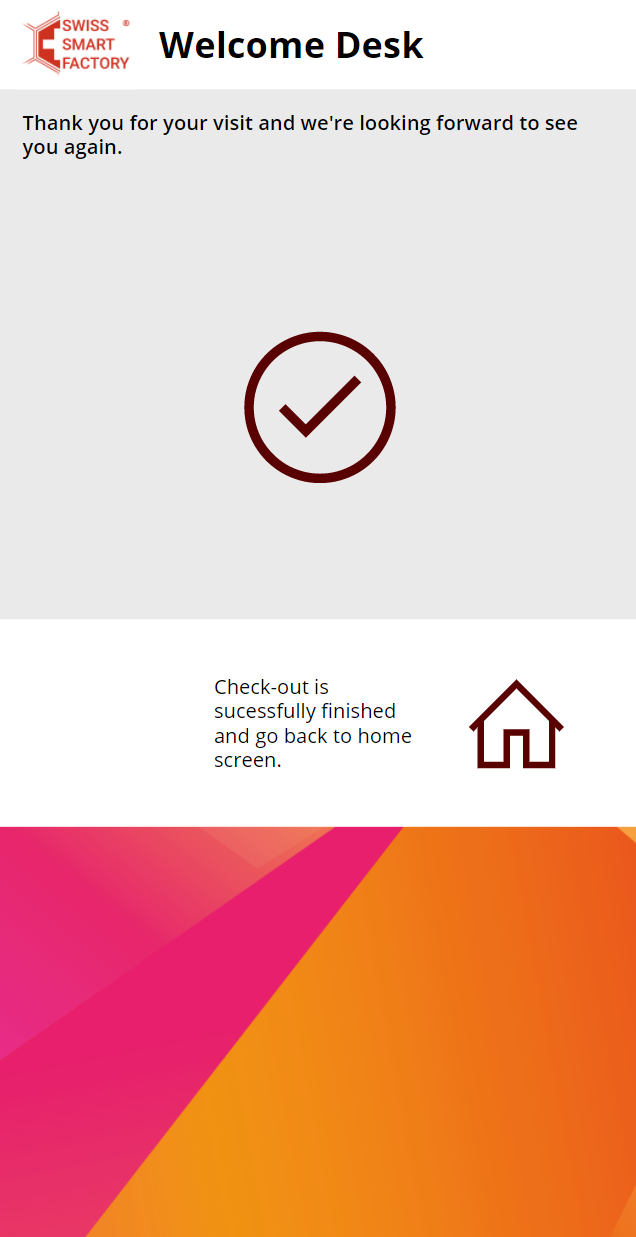 SWISS ®
SMART
FACTORY
Welcome Desk
Thank you for your visit and we're looking forward to see
you again.
Check-out is
sucessfully finished
and go back to home
screen.